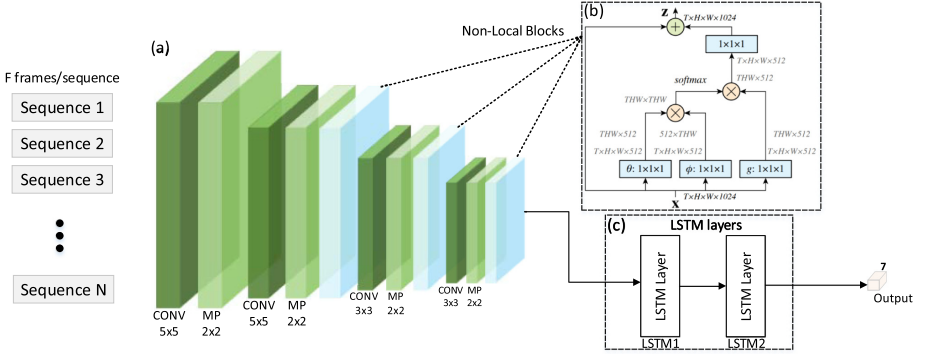 F frames/sequence
Sequence 1
Sequence 2
Sequence 3
Sequence N
(a)
CONV
5x5
MP
2x2
CONV
5x5
MP
2x2
CONV
3x3
MP
2x2
CONV
3x3
MP
2x2
Non-Local Blocks
(b)
z
T×H×W×1024
+
1×1×1
T×H×W×512
THW×512
softmax
×
THW×THW
×
THW×512
512×THW
THW×512
T×H×W×512
T×H×W×512
T×H×W×512
θ: 1×1×1
ϕ: 1×1×1
g: 1×1×1
x
T×H×W×1024
(c)
LSTM layers
LSTM Layer
LSTM Layer
LSTM1
LSTM2
7
Output